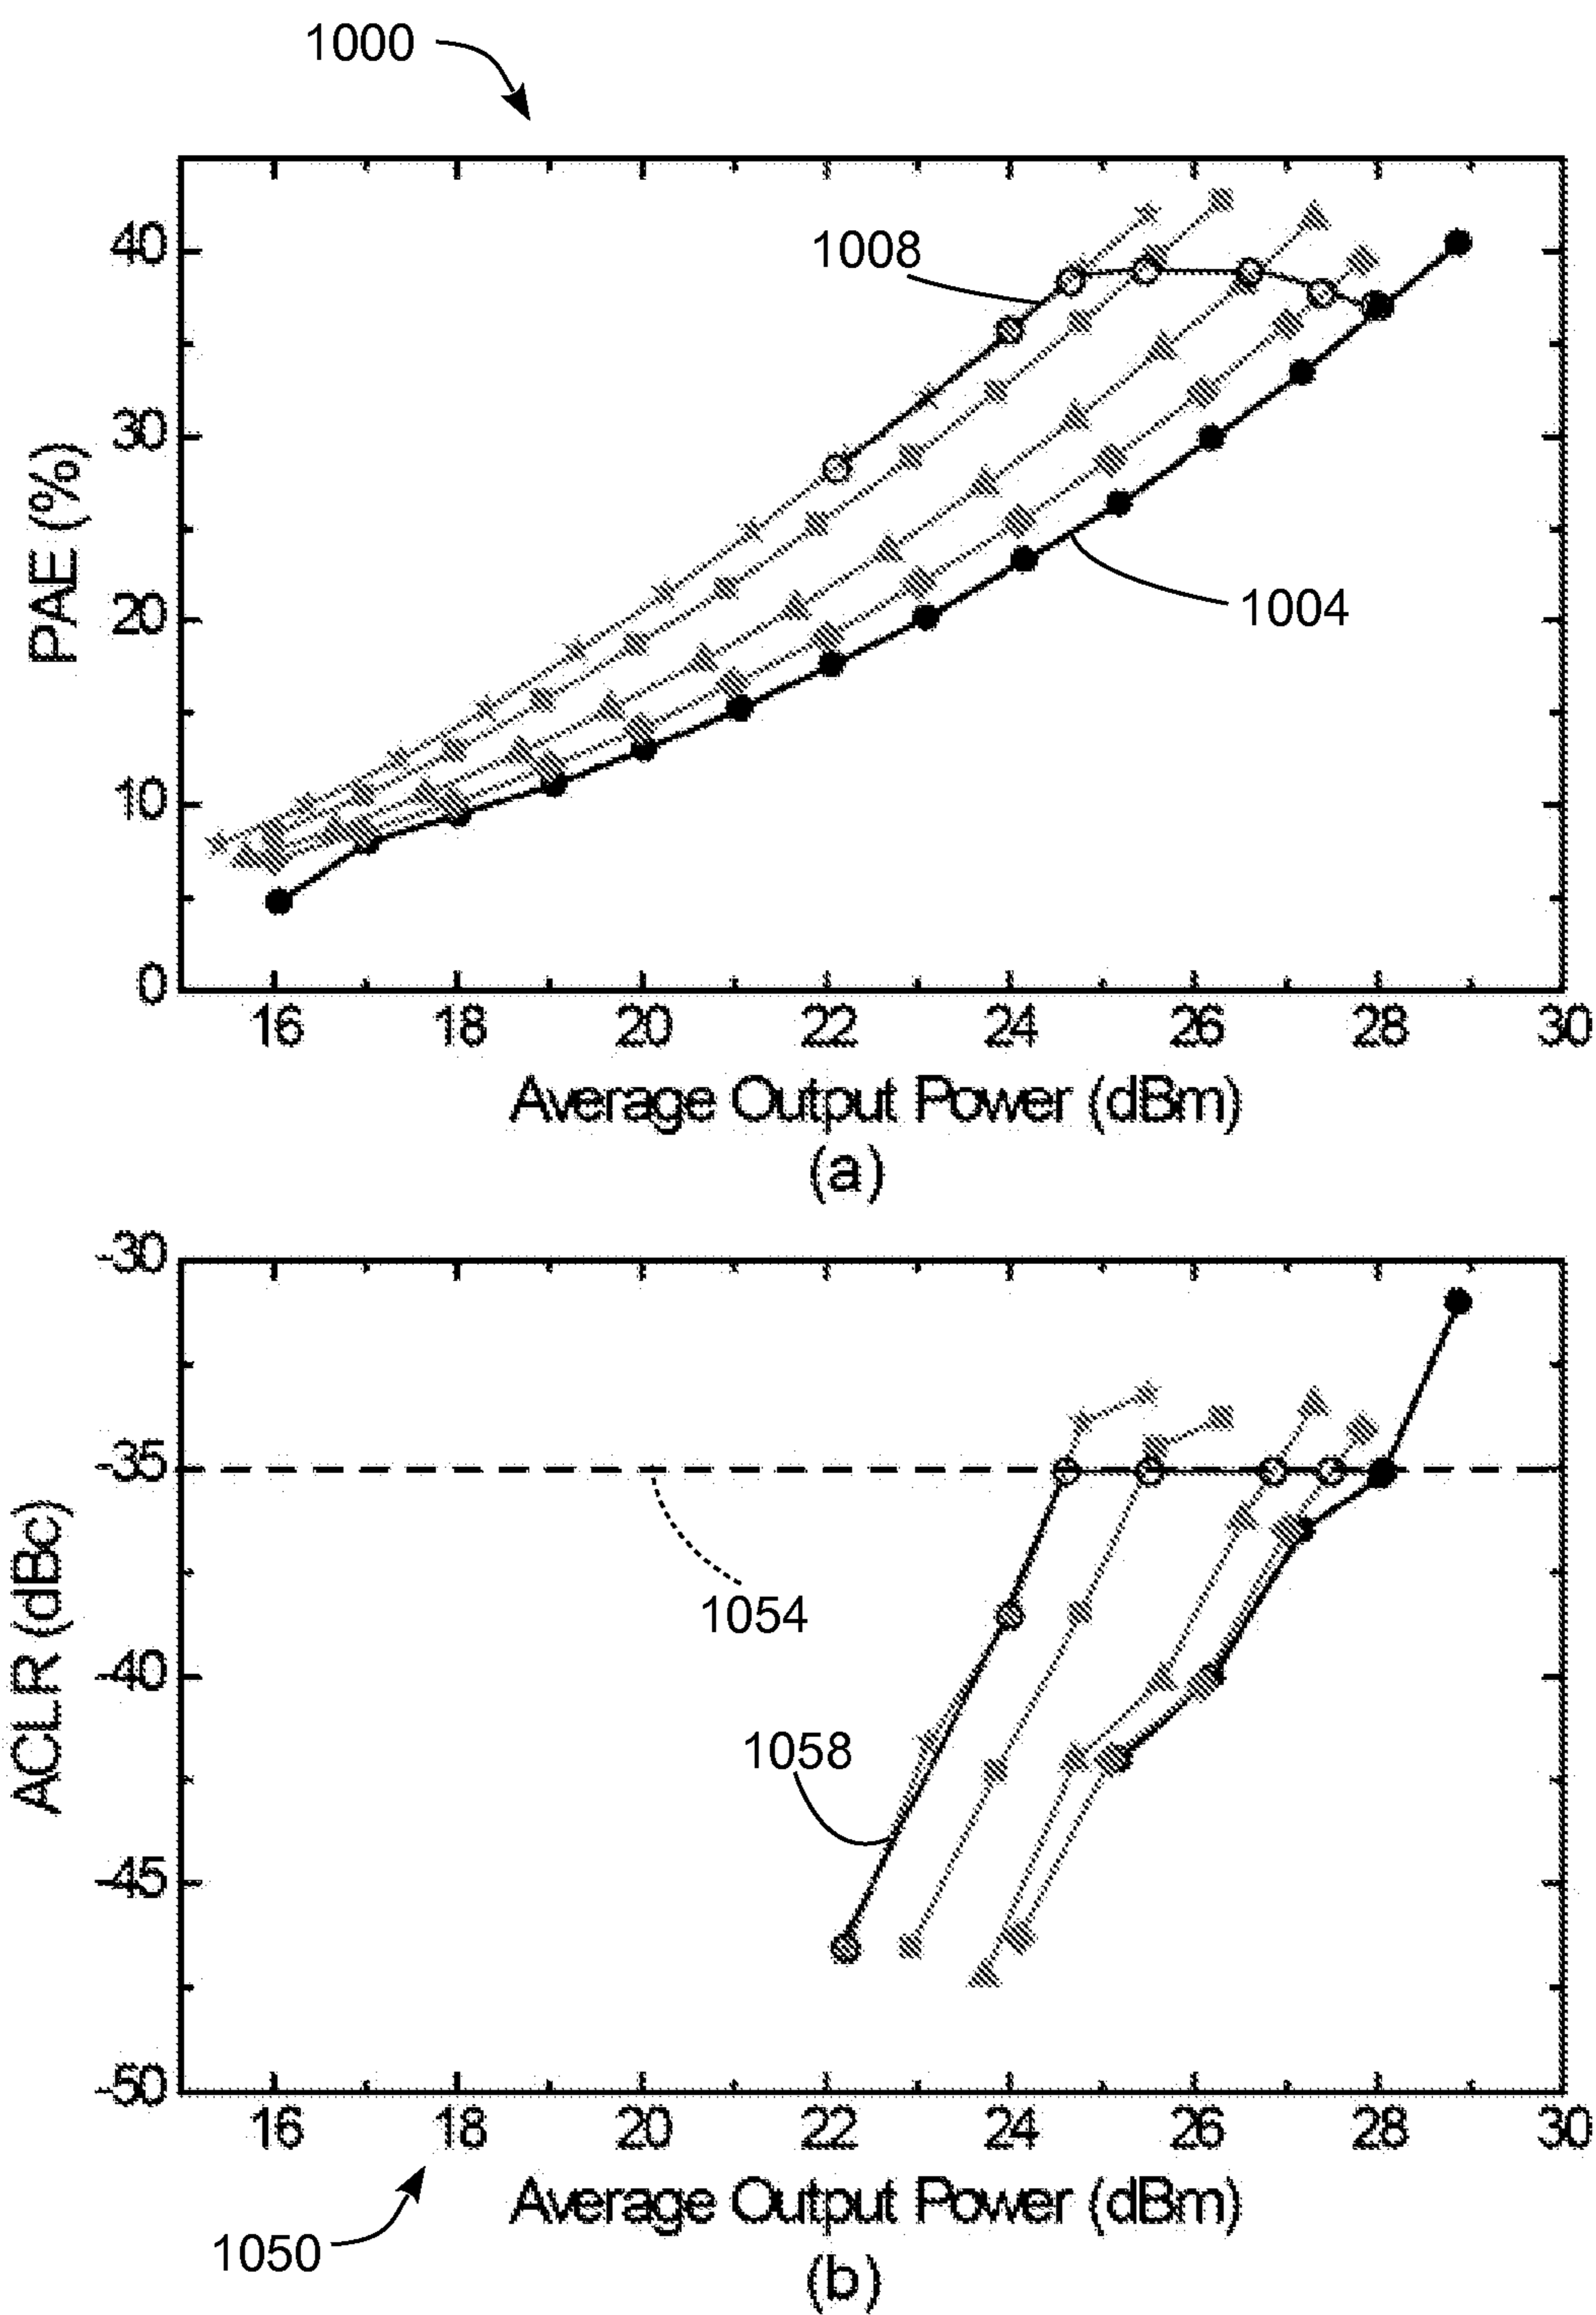 1000
40
1008
30
PAE (%)
20
1004
10
0
16 18 20 22 24 26 28 30
Average Output Power (dBm)
(a)
-30
-35
1054
ACLR (dBc)
-40
1058
-45
-50
16 18 20 22 24 26 28 30
Average Output Power (dBm)
1050
(b)